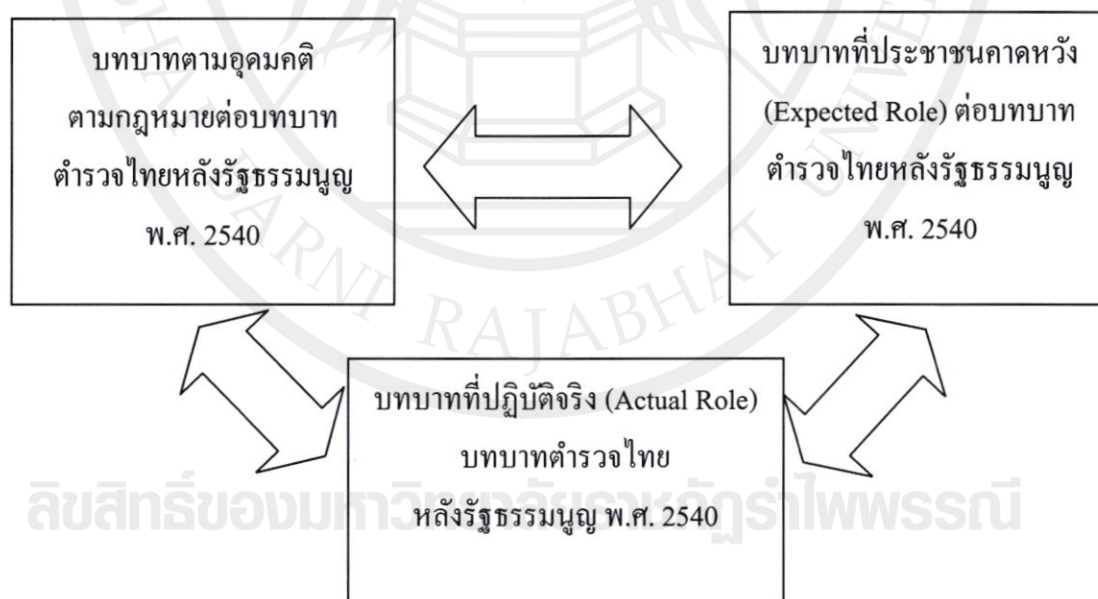 บทบาทตามอุดมคติ
ตามกฎหมายต่อบทบาท
ตำรวจไทยหลังรัฐธรรมนูญ
พ.ศ. 2540
บทบาทที่ประชาชนคาดหวัง
(Expected Role) ต่อบทบาท
ตำรวจไทยหลังรัฐธรรมนูญ
พ.ศ. 2540
บทบาทที่ปฏิบัติจริง (Actual Role)
บทบาทตำรวจไทย
หลังรัฐธรรมนูญ พ.ศ. 2540
BARNI RAJABHAT
ลิขสิทธิ์ของมหาวิทยาลัยราชภัฏรำไพพรรณี